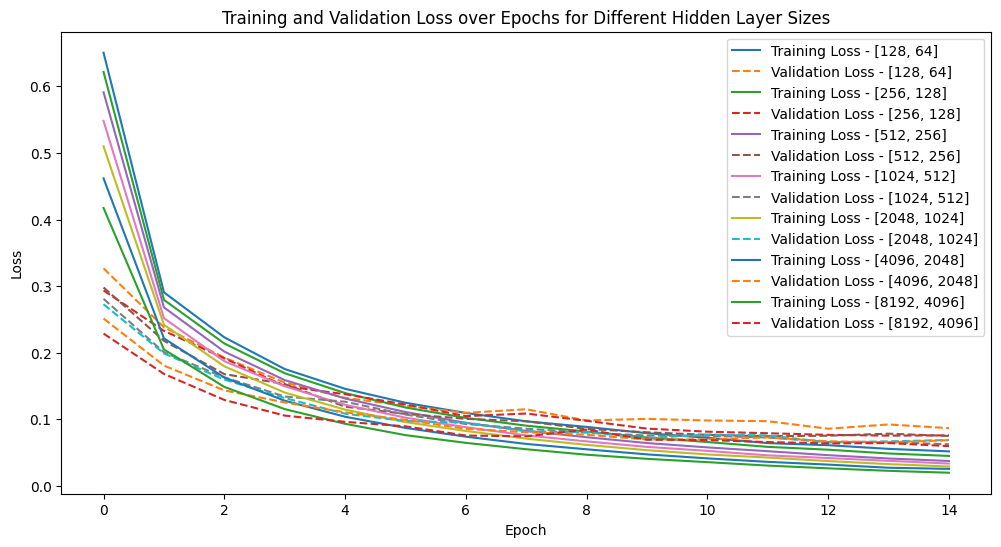 Training and Validation Loss over Epochs for Different Hidden Layer Sizes
Training Loss - [128, 64]
Validation Loss - [128, 64]
Training Loss - [256, 128]
Validation Loss - [256, 128]
Training Loss - [512, 256]
Validation Loss - [512, 256]
Training Loss - [1024, 512]
Validation Loss - [1024, 512]
Training Loss - [2048, 1024]
Validation Loss - [2048, 1024]
Training Loss - [4096, 2048]
Validation Loss - [4096, 2048]
Training Loss - [8192, 4096]
Validation Loss - [8192, 4096]
Loss
0.6
0.5
0.4
0.3
0.2
0.1
0.0
0 2 4 6 8 10 12 14
Epoch